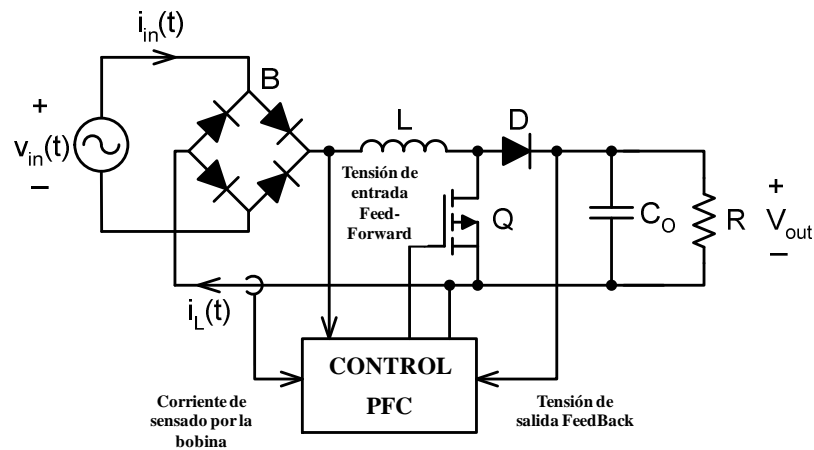 i_in(t)
B
+
v_in(t)
−
L
D
Tensión de
entrada
Feed-
Forward
Q
C_O
R
+
V_out
−
i_L(t)
CONTROL
PFC
Corriente de
sensado por la
bobina
Tensión de
salida FeedBack